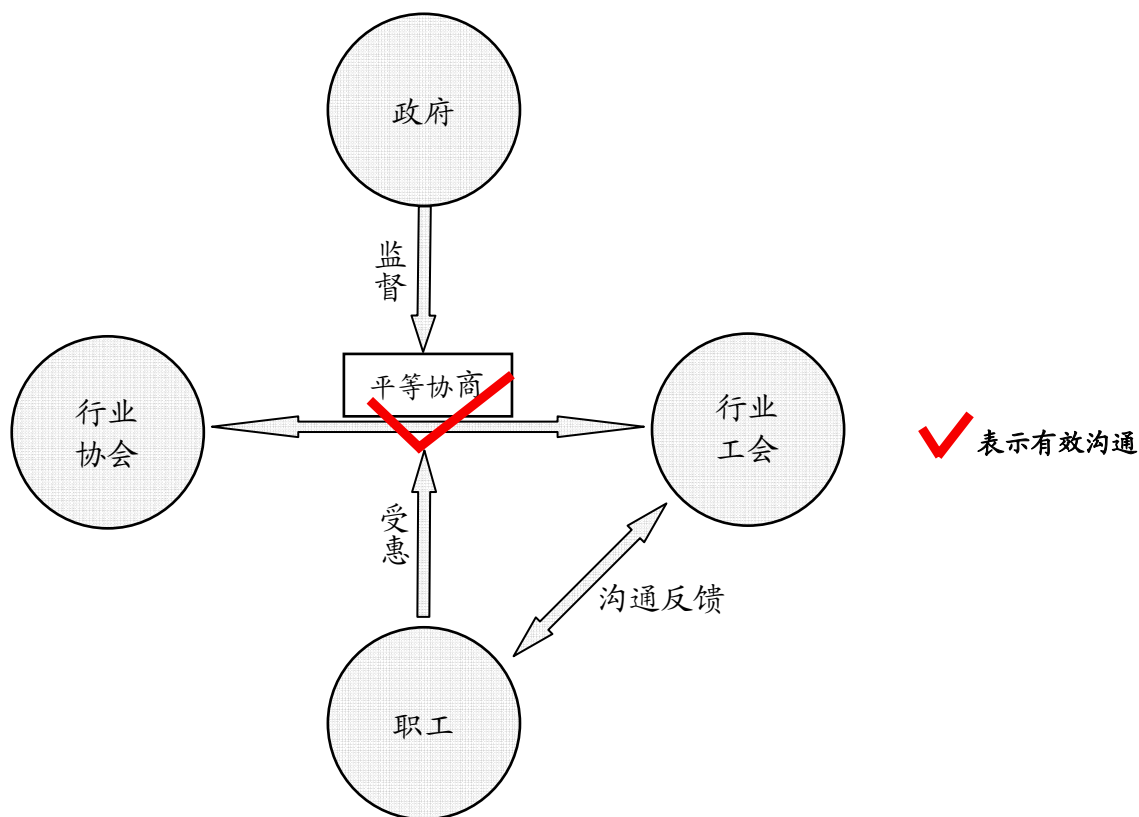 政府
监
督
平等协商
行业
协会
行业
工会
表示有效沟通
受
惠
沟通反馈
职工